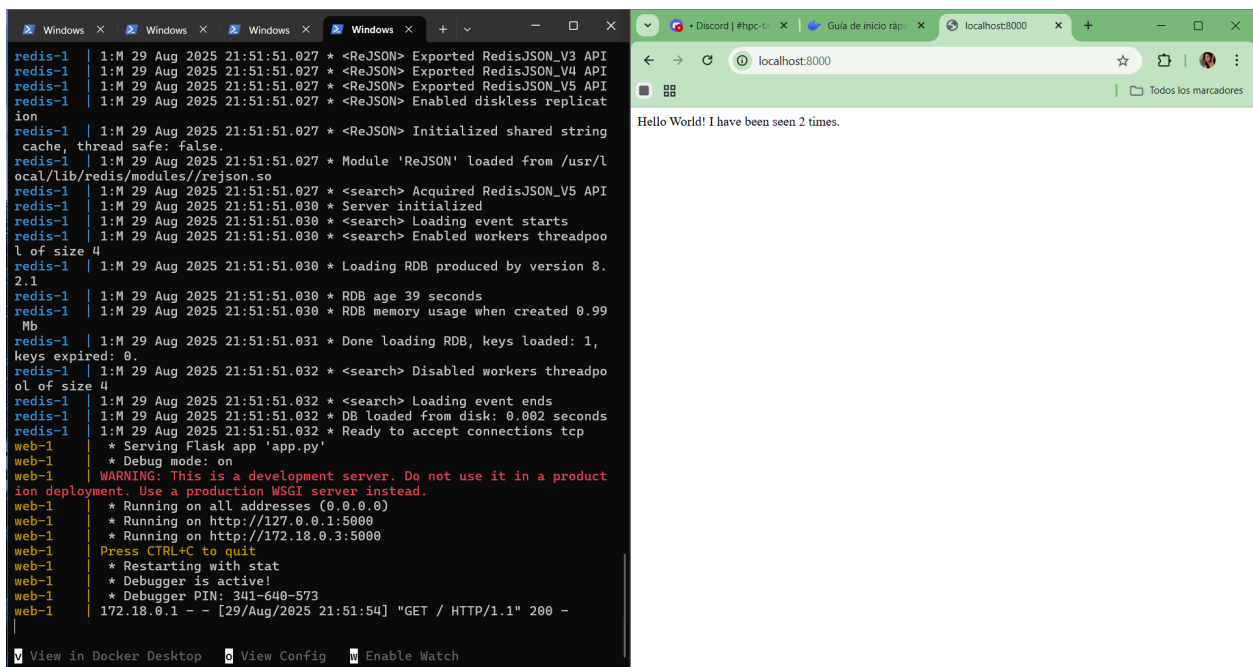 Windows
Windows
Windows
Windows
redis-1 | 1:M 29 Aug 2025 21:51:51.027 * <ReJSON> Exported RedisJSON_V3 API
redis-1 | 1:M 29 Aug 2025 21:51:51.027 * <ReJSON> Exported RedisJSON_V4 API
redis-1 | 1:M 29 Aug 2025 21:51:51.027 * <ReJSON> Exported RedisJSON_V5 API
redis-1 | 1:M 29 Aug 2025 21:51:51.027 * <ReJSON> Enabled diskless replicat
ion
redis-1 | 1:M 29 Aug 2025 21:51:51.027 * <ReJSON> Initialized shared string
cache, thread safe: false.
redis-1 | 1:M 29 Aug 2025 21:51:51.027 * Module 'ReJSON' loaded from /usr/l
ocal/lib/redis/modules//rejson.so
redis-1 | 1:M 29 Aug 2025 21:51:51.027 * <search> Acquired RedisJSON_V5 API
redis-1 | 1:M 29 Aug 2025 21:51:51.030 * Server initialized
redis-1 | 1:M 29 Aug 2025 21:51:51.030 * <search> Loading event starts
redis-1 | 1:M 29 Aug 2025 21:51:51.030 * <search> Enabled workers threadpoo
l of size 4
redis-1 | 1:M 29 Aug 2025 21:51:51.030 * Loading RDB produced by version 8.
2.1
redis-1 | 1:M 29 Aug 2025 21:51:51.030 * RDB age 39 seconds
redis-1 | 1:M 29 Aug 2025 21:51:51.030 * RDB memory usage when created 0.99
Mb
redis-1 | 1:M 29 Aug 2025 21:51:51.031 * Done loading RDB, keys loaded: 1,
keys expired: 0.
redis-1 | 1:M 29 Aug 2025 21:51:51.032 * <search> Disabled workers threadpo
ol of size 4
redis-1 | 1:M 29 Aug 2025 21:51:51.032 * <search> Loading event ends
redis-1 | 1:M 29 Aug 2025 21:51:51.032 * DB loaded from disk: 0.002 seconds
redis-1 | 1:M 29 Aug 2025 21:51:51.032 * Ready to accept connections tcp
web-1 | * Serving Flask app 'app.py'
web-1 | * Debug mode: on
web-1 | WARNING: This is a development server. Do not use it in a product
ion deployment. Use a production WSGI server instead.
web-1 | * Running on all addresses (0.0.0.0)
web-1 | * Running on http://127.0.0.1:5000
web-1 | * Running on http://172.18.0.3:5000
web-1 | Press CTRL+C to quit
web-1 | * Restarting with stat
web-1 | * Debugger is active!
web-1 | * Debugger PIN: 341-640-573
web-1 | 172.18.0.1 - - [29/Aug/2025 21:51:54] "GET / HTTP/1.1" 200 -
v View in Docker Desktop o View Config w Enable Watch
• Discord | #hpc-ta
Guía de inicio rápi
localhost:8000
localhost:8000
Todos los marcadores
Hello World! I have been seen 2 times.